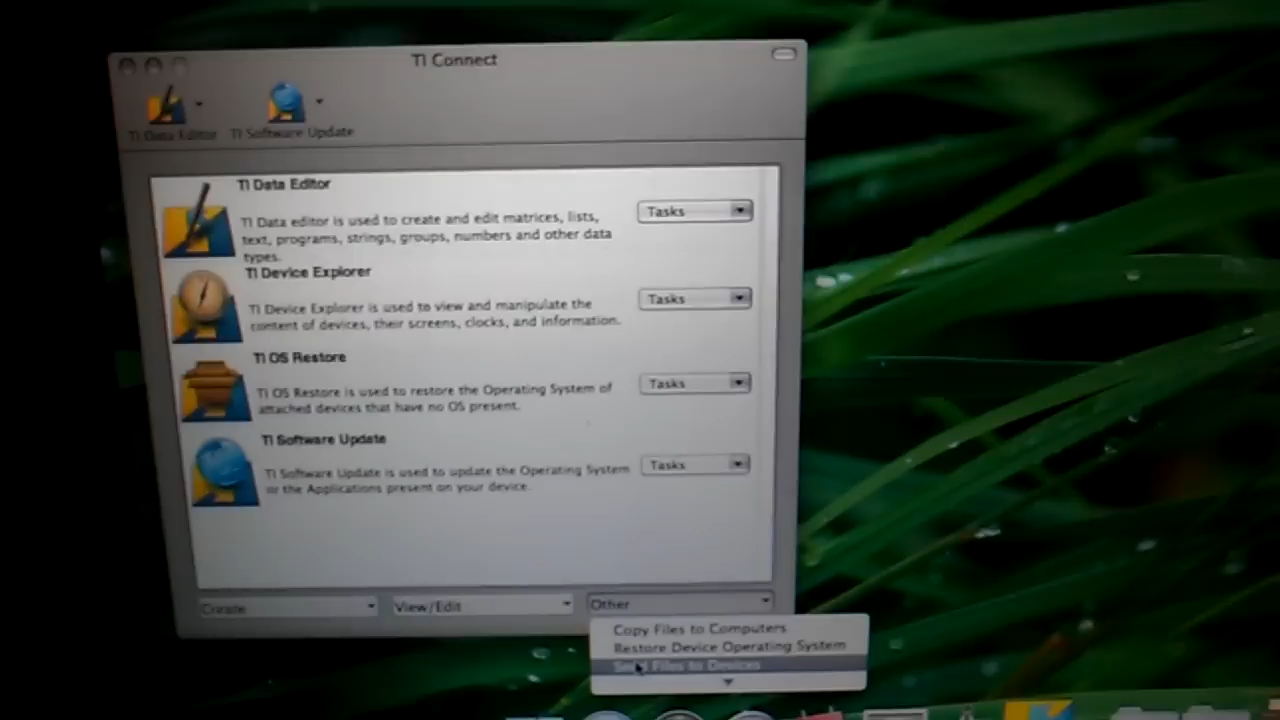 TI Connect
TI Data Editor
TI Software Update
TI Data Editor
Tasks
TI Data editor is used to create and edit matrices, lists,
text, programs, strings, groups, numbers and other data
types.
TI Device Explorer
Tasks
TI Device Explorer is used to view and manipulate the
content of devices, their screens, clocks, and information.
TI OS Restore
Tasks
TI OS Restore is used to restore the Operating System of
attached devices that have no OS present.
TI Software Update
Tasks
TI Software Update is used to update the Operating System
or the Applications present on your device.
Create
View/Edit
Other
Copy Files to Computers
Restore Device Operating System
Send Files to Devices